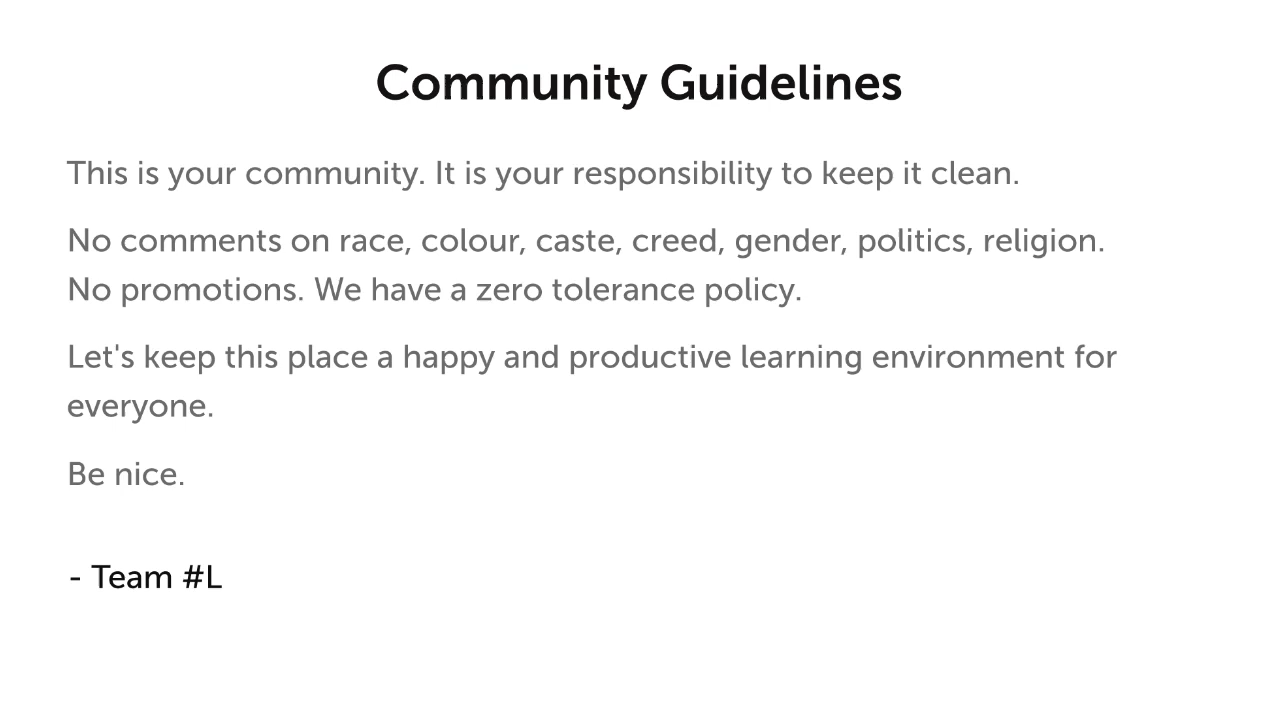 Community Guidelines
This is your community. It is your responsibility to keep it clean.
No comments on race, colour, caste, creed, gender, politics, religion.
No promotions. We have a zero tolerance policy.
Let's keep this place a happy and productive learning environment for
everyone.
Be nice.
- Team #L